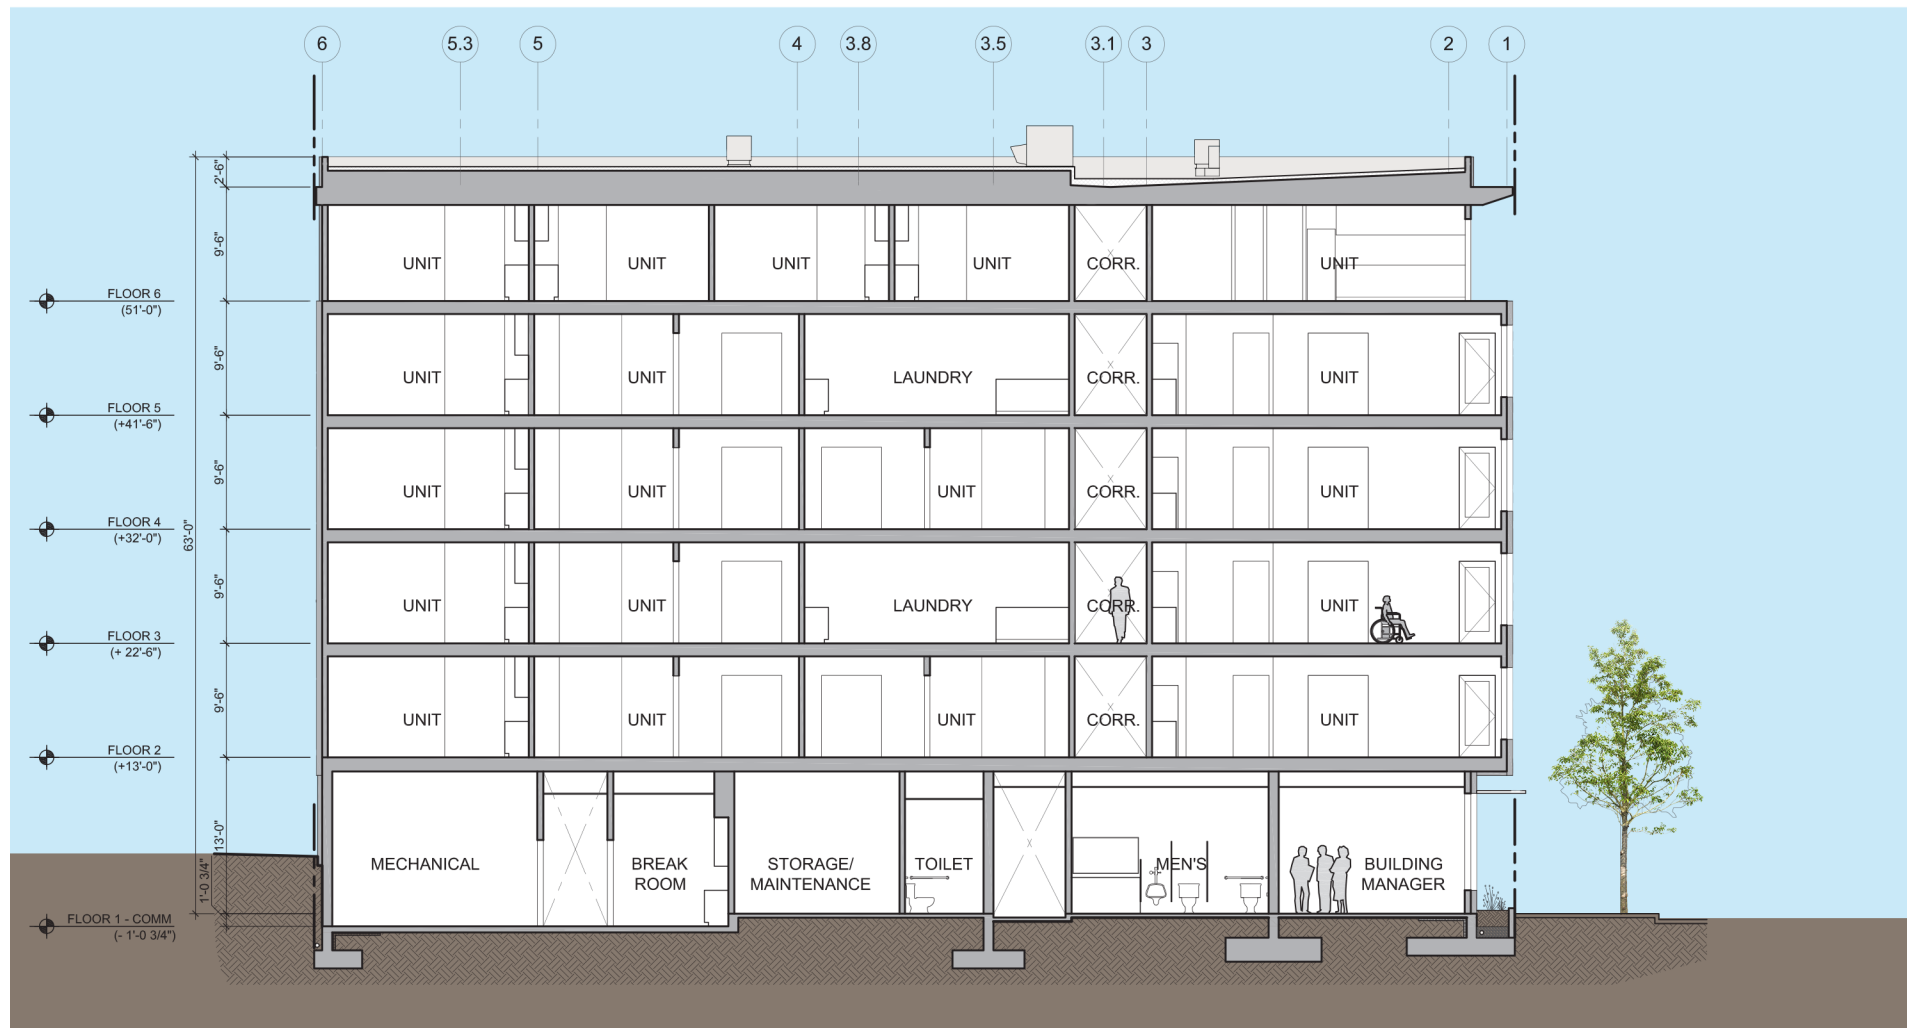 6 5.3 5 4 3.8 3.5 3.1 3 2 1
2'-6"
9'-6"
UNIT UNIT UNIT UNIT CORR. UNIT
FLOOR 6
(51'-0")
9'-6"
UNIT UNIT LAUNDRY CORR. UNIT
FLOOR 5
(+41'-6")
9'-6"
UNIT UNIT UNIT CORR. UNIT
FLOOR 4
(+32'-0")
63'-0"
9'-6"
UNIT UNIT LAUNDRY CORR. UNIT
FLOOR 3
(+ 22'-6")
9'-6"
UNIT UNIT UNIT CORR. UNIT
FLOOR 2
(+13'-0")
13'-0"
MECHANICAL
BREAK
ROOM
STORAGE/
MAINTENANCE
TOILET
MEN'S
BUILDING
MANAGER
1'-0 3/4"
FLOOR 1 - COMM
(- 1'-0 3/4")